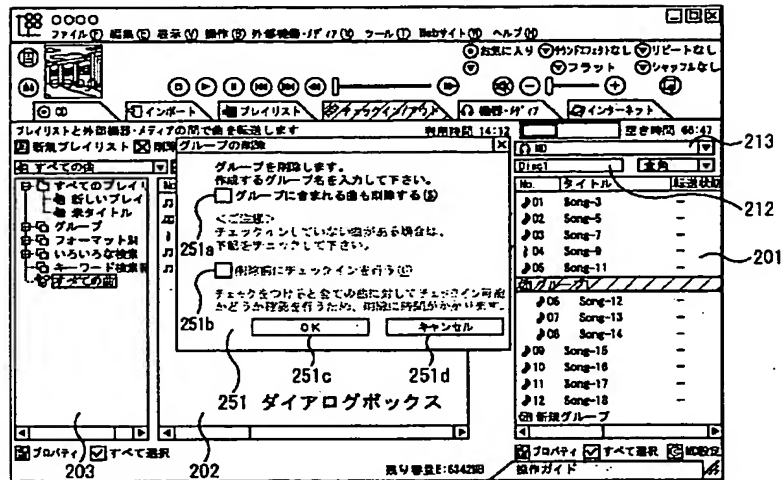 OOOO
ファイル(F) 編集(E) 表示(V) 操作(B) 外部機器・メディア(V) ツール(T) Webサイト(W) ヘルプ(H)
お気に入り サウンドエフェクトなし リピートなし
フラット シャッフルなし
CD インポート プレイリスト チェックイン/アウト 機器・メディア インターネット
プレイリストと外部機器・メディアの間で曲を転送します 利用時間 14:12 空き時間 66:47
新規プレイリスト 削除
すべての曲
すべてのプレイリ
新しいプレイ
未タイトル
グループ
フォーマット別
いろいろな検索
キーワード検索
すべての曲
No.
グループの削除
グループを削除します。
作成するグループ名を入力して下さい。
グループに含まれる曲も削除する(S)
<ご注意>
チェックインしていない曲がある場合は、
下記をチェックして下さい。
削除前にチェックインを行う(C)
チェックをつけると全ての曲に対してチェックイン可能
かどうか確認を行うため、削除に時間がかかります。
OK キャンセル
251a
251b
251c
251d
251 ダイアログボックス
MD
Disc1 全角
No. タイトル 転送状態
01 Song-3 −
02 Song-5 −
03 Song-7 −
04 Song-9 −
05 Song-11 −
グループ1
06 Song-12 −
07 Song-13 −
08 Song-14 −
09 Song-15 −
10 Song-16 −
11 Song-17 −
12 Song-18 −
新規グループ
213
212
201
プロパティ すべて選択
203
202
残り容量E:63429B
プロパティ すべて選択 MD設定
操作ガイド